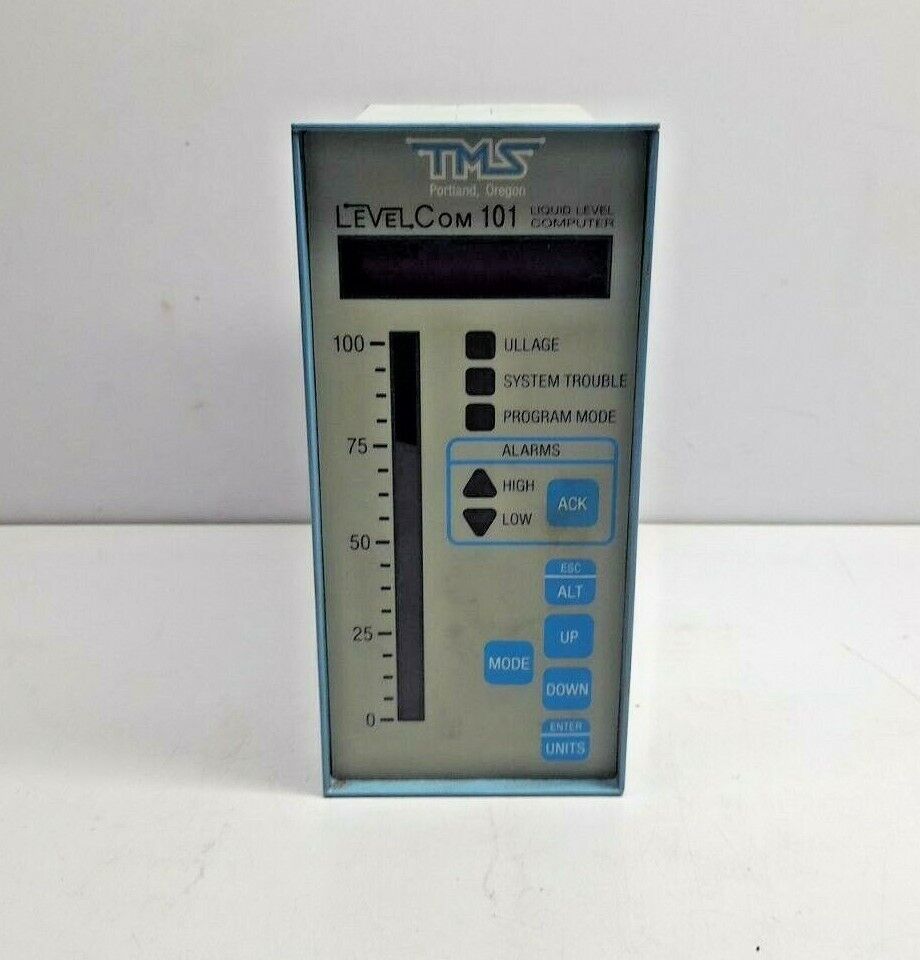 TMS
Portland, Oregon
LEVELCOM 101 LIQUID LEVEL
COMPUTER
100
75
50
25
0
ULLAGE
SYSTEM TROUBLE
PROGRAM MODE
ALARMS
HIGH
LOW
ACK
ESC
ALT
UP
MODE
DOWN
ENTER
UNITS